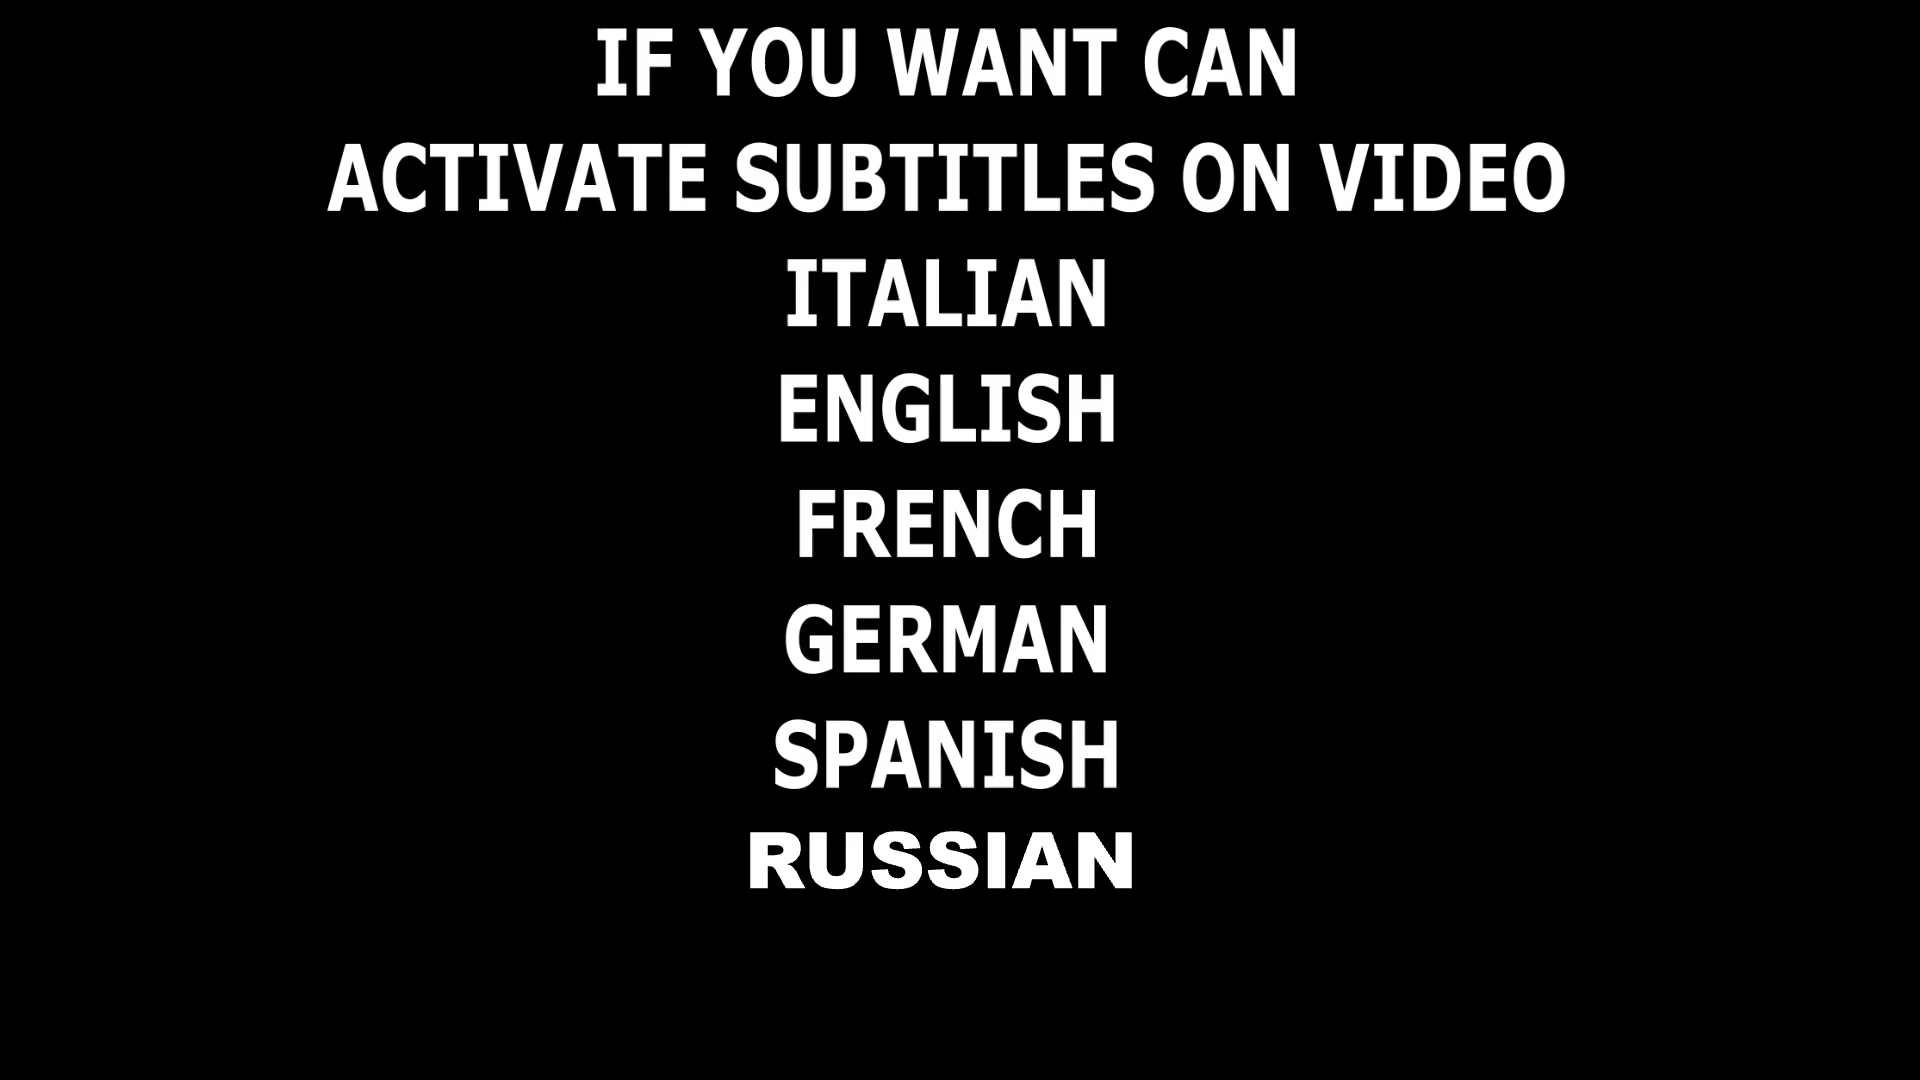 IF YOU WANT CAN
ACTIVATE SUBTITLES ON VIDEO
ITALIAN
ENGLISH
FRENCH
GERMAN
SPANISH
RUSSIAN